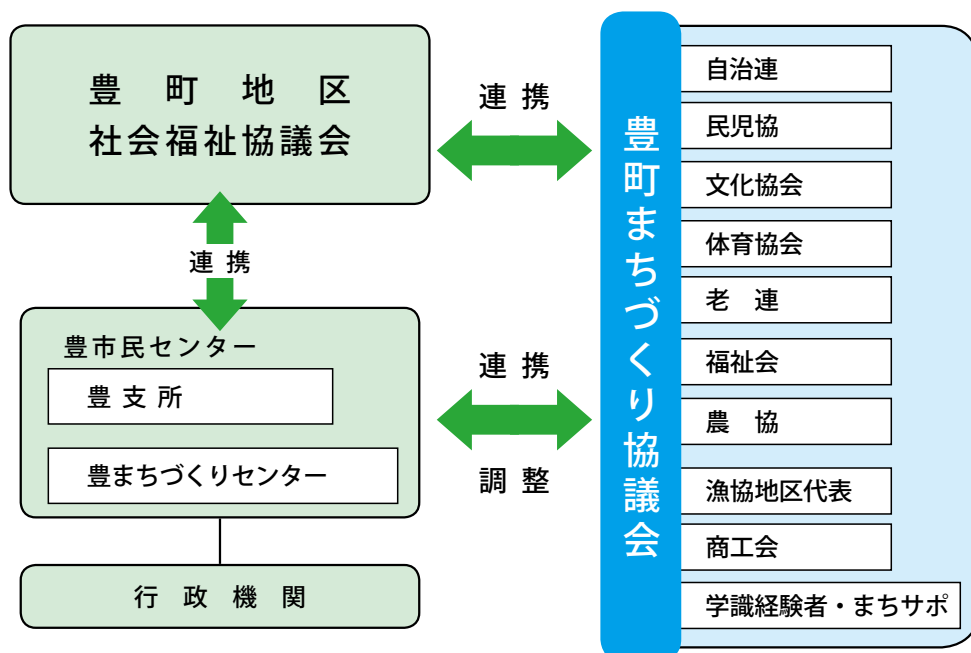 豊町地区
社会福祉協議会
連携
連携
豊市民センター
豊支所
豊まちづくりセンター
連携
調整
行政機関
豊町まちづくり協議会
自治連
民児協
文化協会
体育協会
老連
福祉会
農協
漁協地区代表
商工会
学識経験者・まちサポ